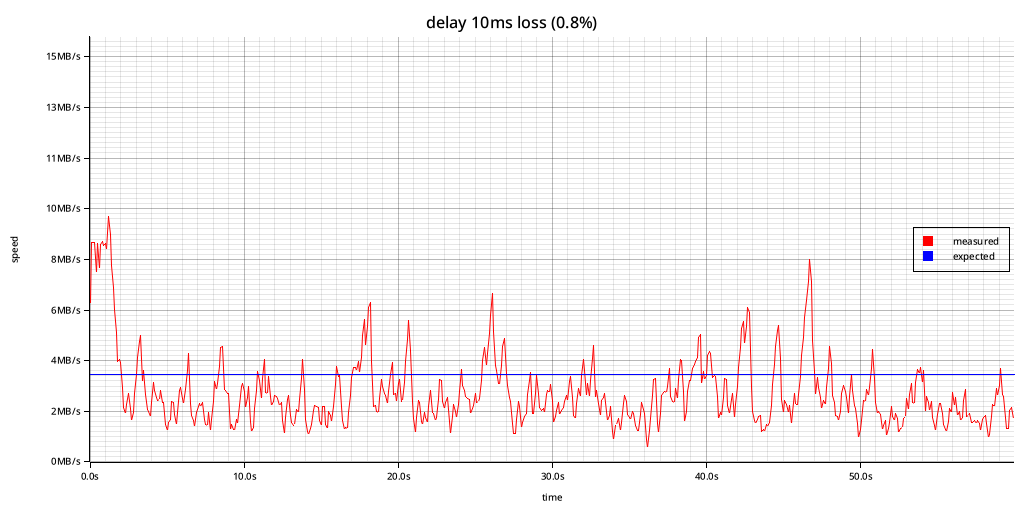 delay 10ms loss (0.8%)
15MB/s
13MB/s
11MB/s
10MB/s
8MB/s
6MB/s
4MB/s
2MB/s
0MB/s
speed
measured
expected
0.0s
10.0s
20.0s
30.0s
40.0s
50.0s
time